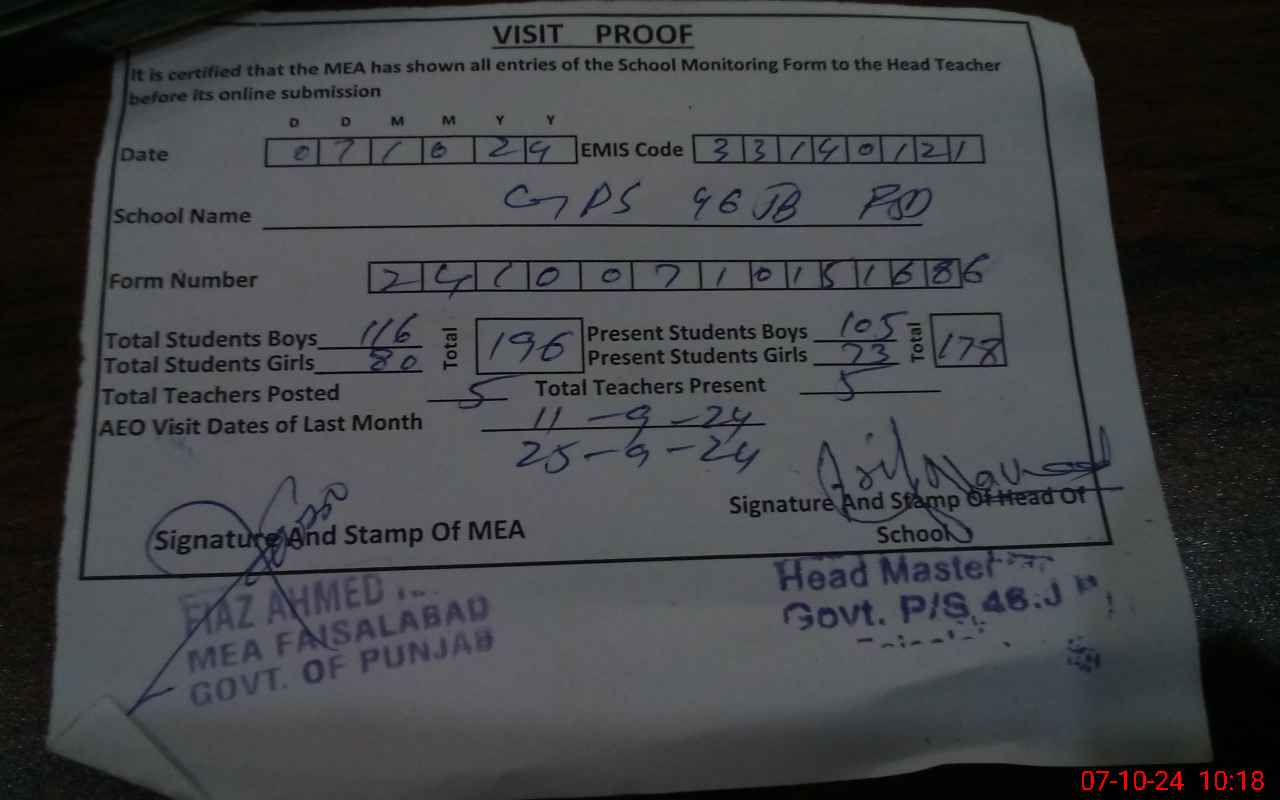 VISIT PROOF
It is certified that the MEA has shown all entries of the School Monitoring Form to the Head Teacher
before its online submission
D D M M Y Y
Date 0 7 1 0 2 4 EMIS Code 3 3 1 4 0 1 2 1
School Name GPS 46 JB FSD
Form Number 2 4 1 0 0 7 1 0 1 5 1 6 8 6
Total Students Boys 116 Total 196 Present Students Boys 105 Total 178
Total Students Girls 80 Present Students Girls 73
Total Teachers Posted 5 Total Teachers Present 5
AEO Visit Dates of Last Month 11-9-24
25-9-24
Signature And Stamp Of MEA
Signature And Stamp Of Head Of
School
FIAZ AHMED
MEA FAISALABAD
GOVT. OF PUNJAB
Head Master
Govt. P/S 46.J
07-10-24 10:18